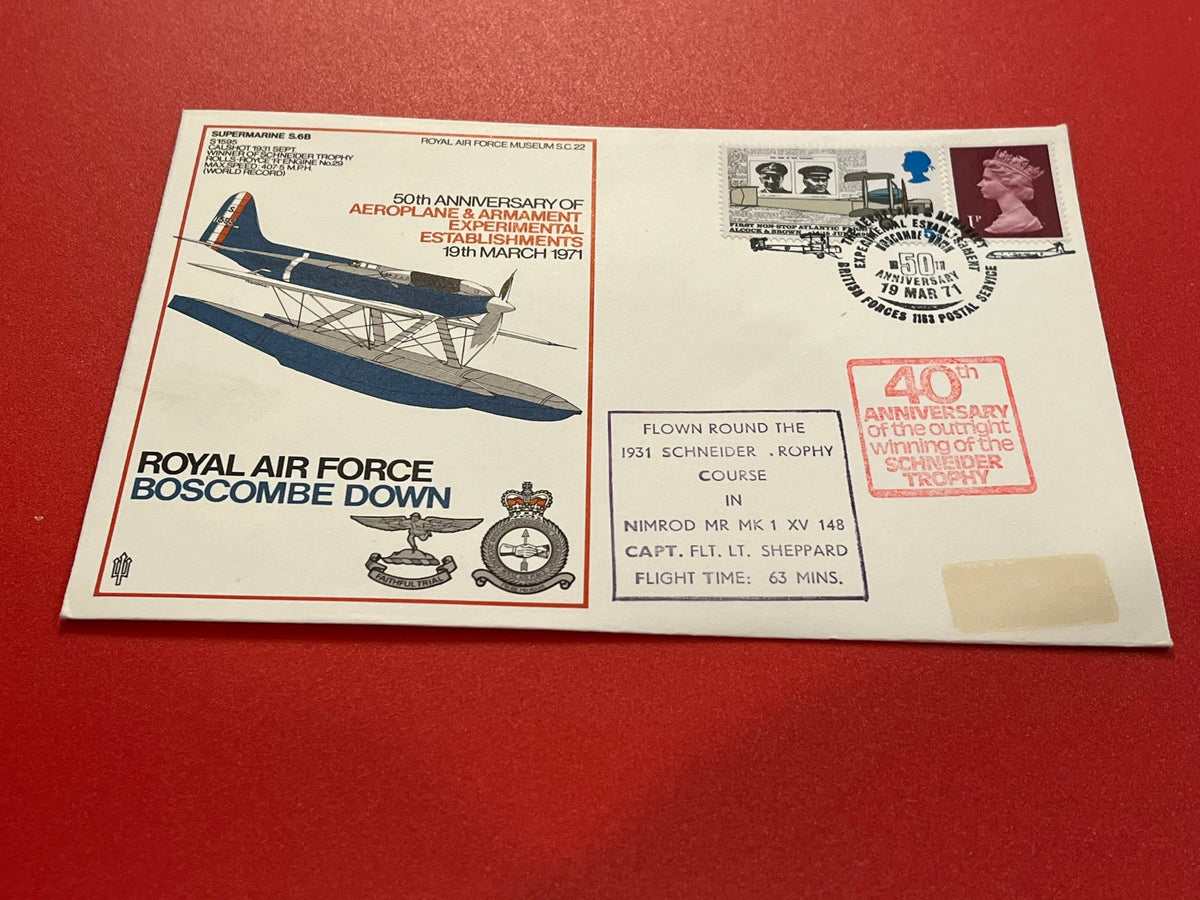 SUPERMARINE S.6B
S1595
CALSHOT 1931 SEPT.
WINNER OF SCHNEIDER TROPHY
ROLLS-ROYCE 'R' ENGINE No.29
MAX SPEED: 407·5 M.P.H.
(WORLD RECORD)
ROYAL AIR FORCE MUSEUM S.C. 22
50th ANNIVERSARY OF
AEROPLANE & ARMAMENT
EXPERIMENTAL
ESTABLISHMENTS
19th MARCH 1971
S
1595
ROYAL AIR FORCE
BOSCOMBE DOWN
FAITHFUL TRIAL
FIRST NON-STOP ATLANTIC
ALCOCK & BROWN
1P
EXPERIMENTAL ESTABLISHMENT
BOSCOMBE DOWN
50TH
ANNIVERSARY
19 MAR 71
BRITISH FORCES 1163 POSTAL SERVICE
40th
ANNIVERSARY
of the outright
winning of the
SCHNEIDER
TROPHY
FLOWN ROUND THE
1931 SCHNEIDER .ROPHY
COURSE
IN
NIMROD MR MK 1 XV 148
CAPT. FLT. LT. SHEPPARD
FLIGHT TIME: 63 MINS.